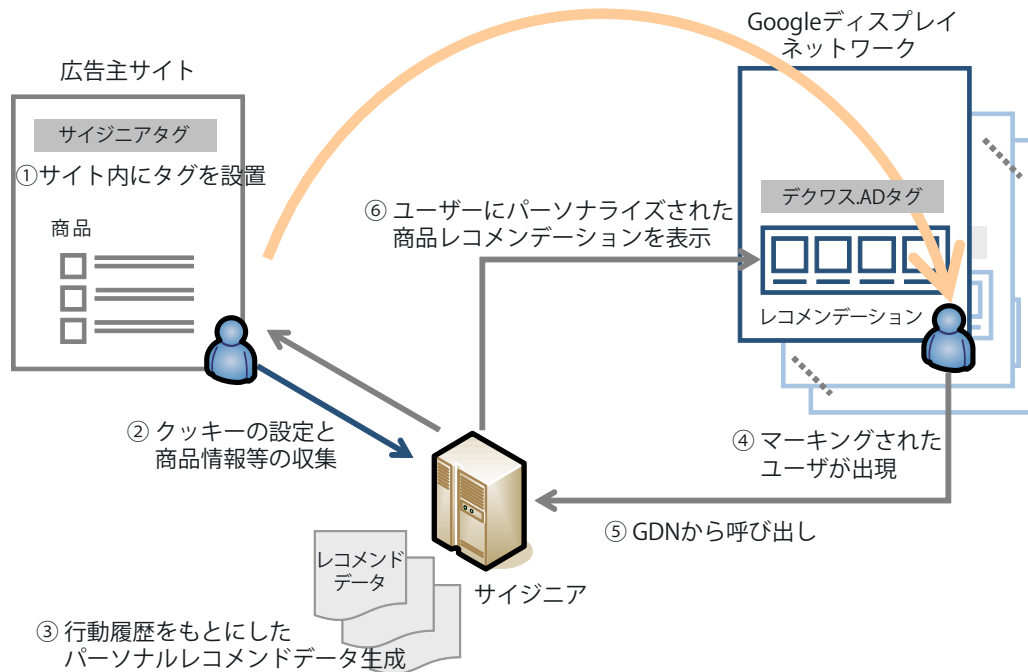 Googleディスプレイ
ネットワーク
広告主サイト
サイジニアタグ
①サイト内にタグを設置
商品
⑥ ユーザーにパーソナライズされた
商品レコメンデーションを表示
デクワス.ADタグ
レコメンデーション
② クッキーの設定と
商品情報等の収集
④ マーキングされた
ユーザが出現
⑤ GDNから呼び出し
レコメンド
データ
サイジニア
③ 行動履歴をもとにした
パーソナルレコメンドデータ生成